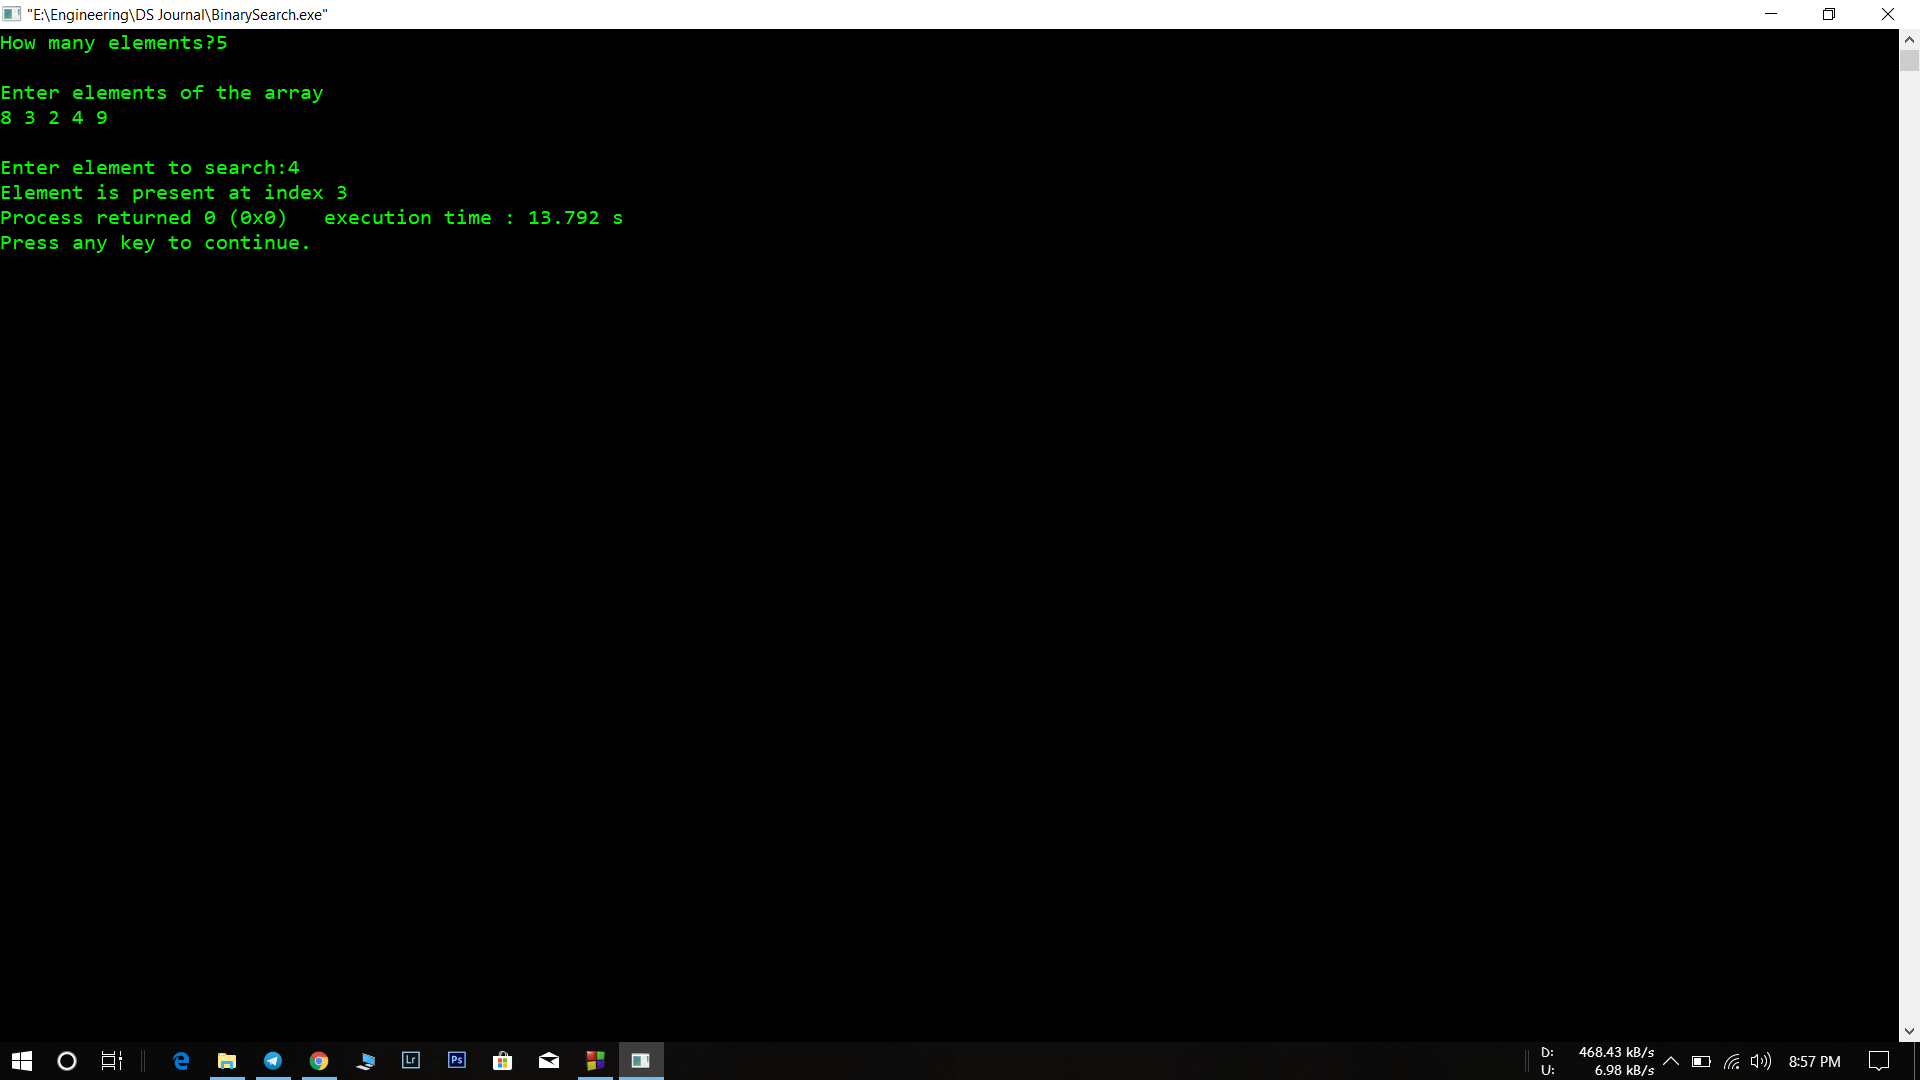 "E:\Engineering\DS Journal\BinarySearch.exe"
How many elements?5
Enter elements of the array
8 3 2 4 9
Enter element to search:4
Element is present at index 3
Process returned 0 (0x0)   execution time : 13.792 s
Press any key to continue.
Lr
Ps
D: 468.43 kB/s
U: 6.98 kB/s
8:57 PM